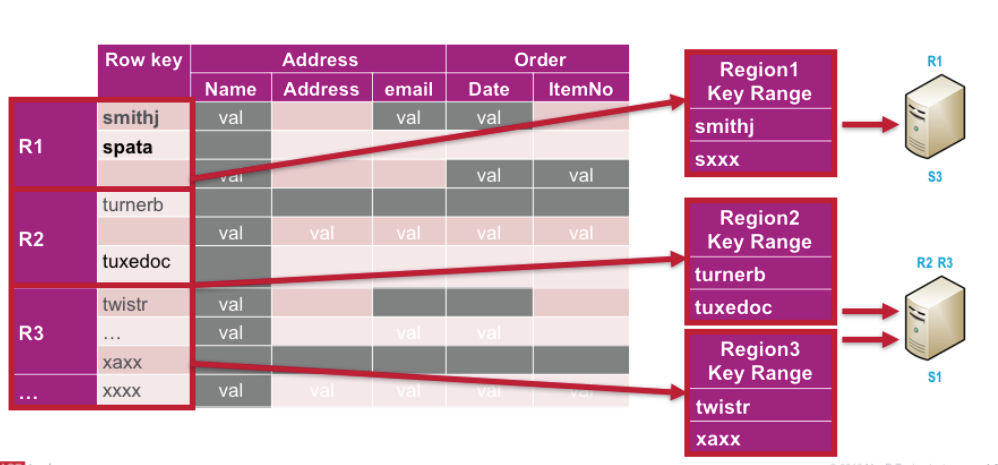 Row key Address Order
Name Address email Date ItemNo
R1 smithj val val val
spata
val val val
R2 turnerb
val val val val val
tuxedoc
R3 twistr val
... val val val
xaxx
... xxxx val val val val val
Region1
Key Range
smithj
sxxx
R1
S3
Region2
Key Range
turnerb
tuxedoc
Region3
Key Range
twistr
xaxx
R2 R3
S1